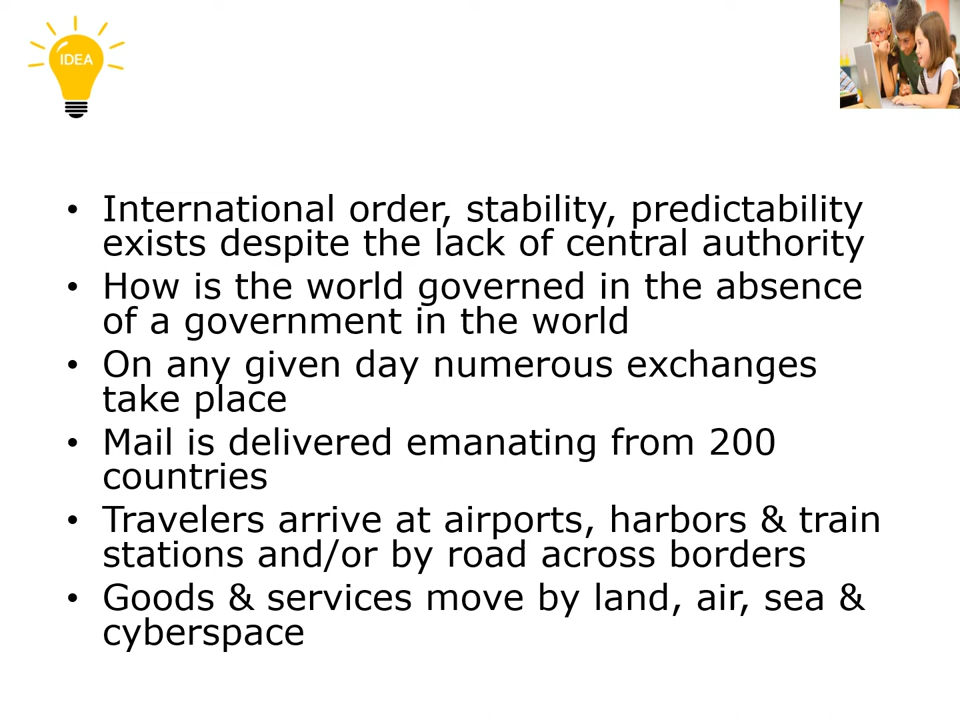 IDEA
• International order, stability, predictability
exists despite the lack of central authority
• How is the world governed in the absence
of a government in the world
• On any given day numerous exchanges
take place
• Mail is delivered emanating from 200
countries
• Travelers arrive at airports, harbors & train
stations and/or by road across borders
• Goods & services move by land, air, sea &
cyberspace